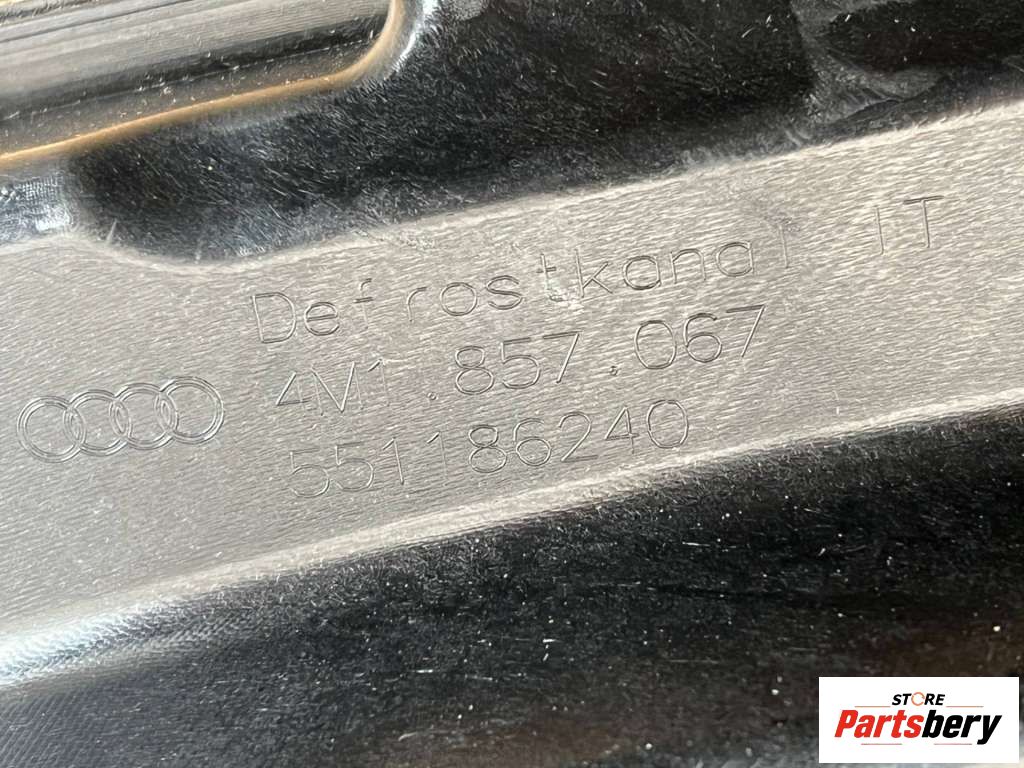 Defrostkanal IT
4M1.857.067
551186240
STORE
Partsbery